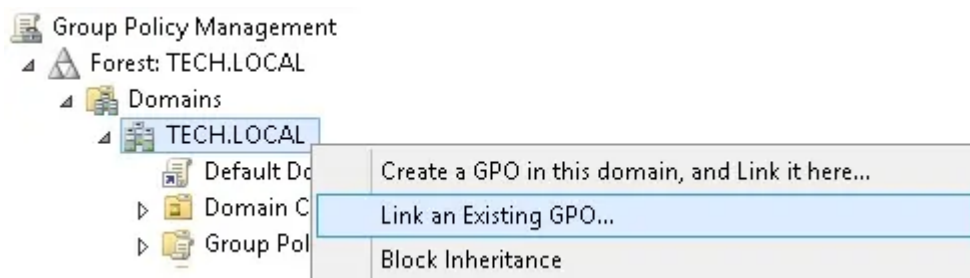 Group Policy Management
Forest: TECH.LOCAL
Domains
TECH.LOCAL
Default Do
Create a GPO in this domain, and Link it here...
Domain C
Link an Existing GPO...
Group Pol
Block Inheritance